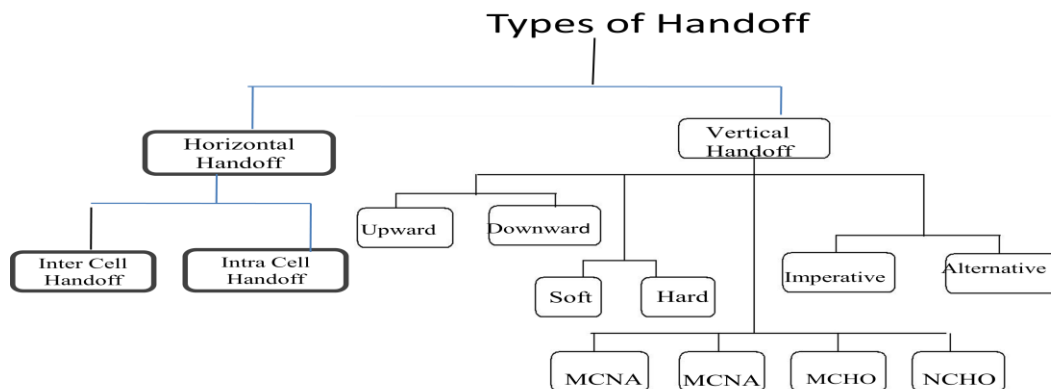 Types of Handoff
Horizontal
Handoff
Vertical
Handoff
Inter Cell
Handoff
Intra Cell
Handoff
Upward
Downward
Soft
Hard
Imperative
Alternative
MCNA
MCNA
MCHO
NCHO